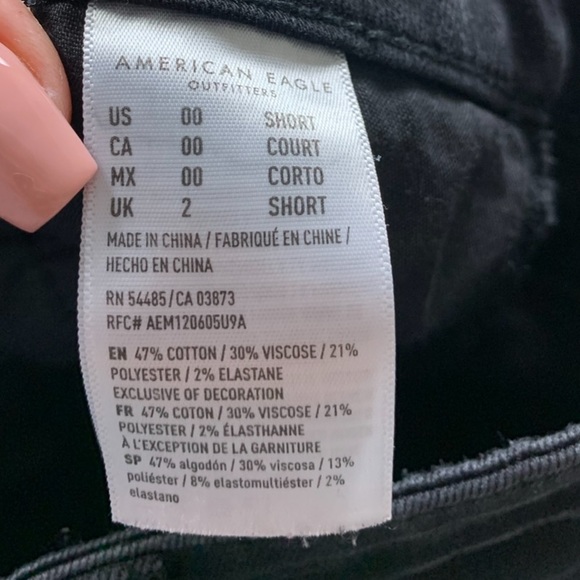 AMERICAN EAGLE
OUTFITTERS
US 00 SHORT
CA 00 COURT
MX 00 CORTO
UK 2 SHORT
MADE IN CHINA / FABRIQUÉ EN CHINE /
HECHO EN CHINA
RN 54485/CA 03873
RFC# AEM120605U9A
EN 47% COTTON / 30% VISCOSE / 21%
POLYESTER / 2% ELASTANE
EXCLUSIVE OF DECORATION
FR 47% COTON / 30% VISCOSE / 21%
POLYESTER / 2% ÉLASTHANNE
À L'EXCEPTION DE LA GARNITURE
SP 47% algodón / 30% viscosa / 13%
poliéster / 8% elastomultiéster / 2%
elastano